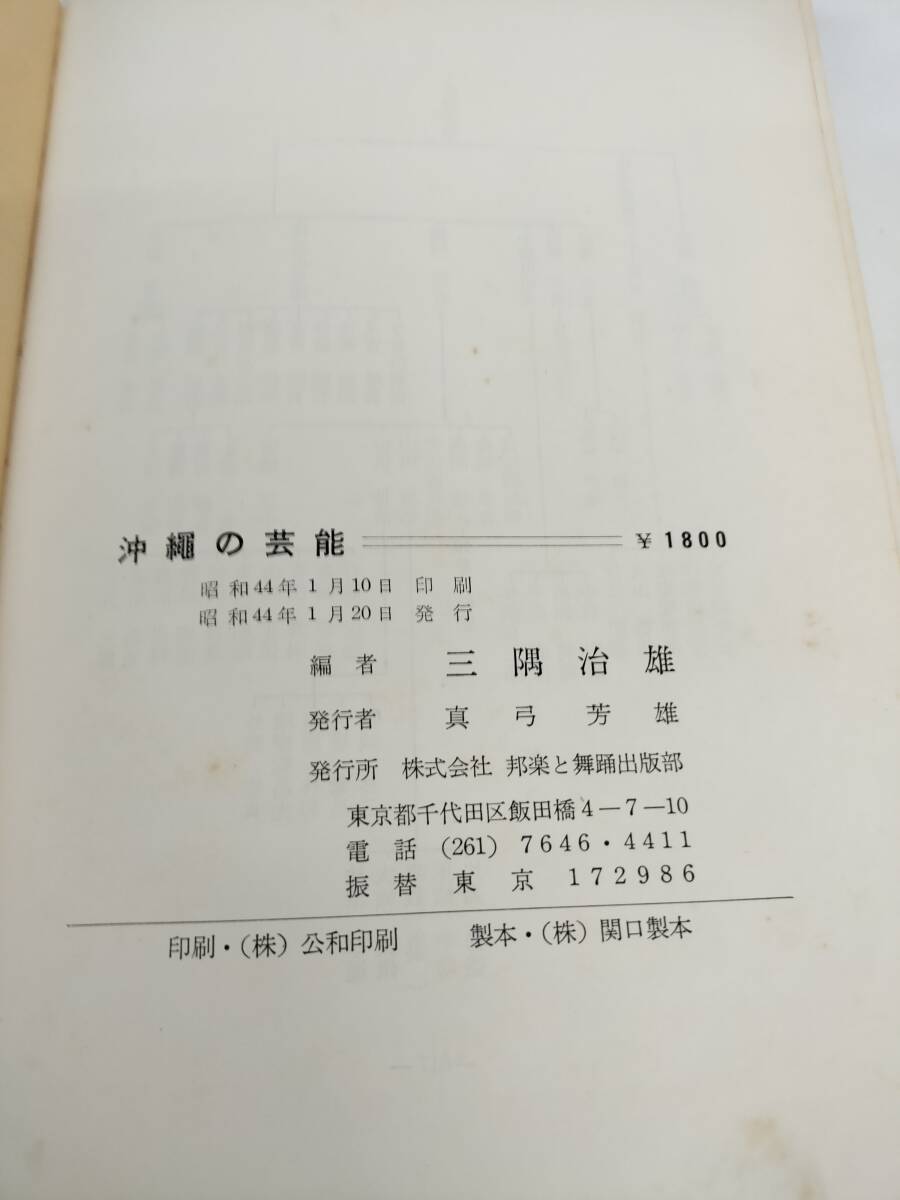 沖繩の芸能 ¥1800
昭和44年1月10日 印刷
昭和44年1月20日 発行
編者 三隅治雄
発行者 真弓芳雄
発行所 株式会社 邦楽と舞踊出版部
東京都千代田区飯田橋4-7-10
電話 (261) 7646・4411
振替東京 172986
印刷・(株)公和印刷 製本・(株)関口製本